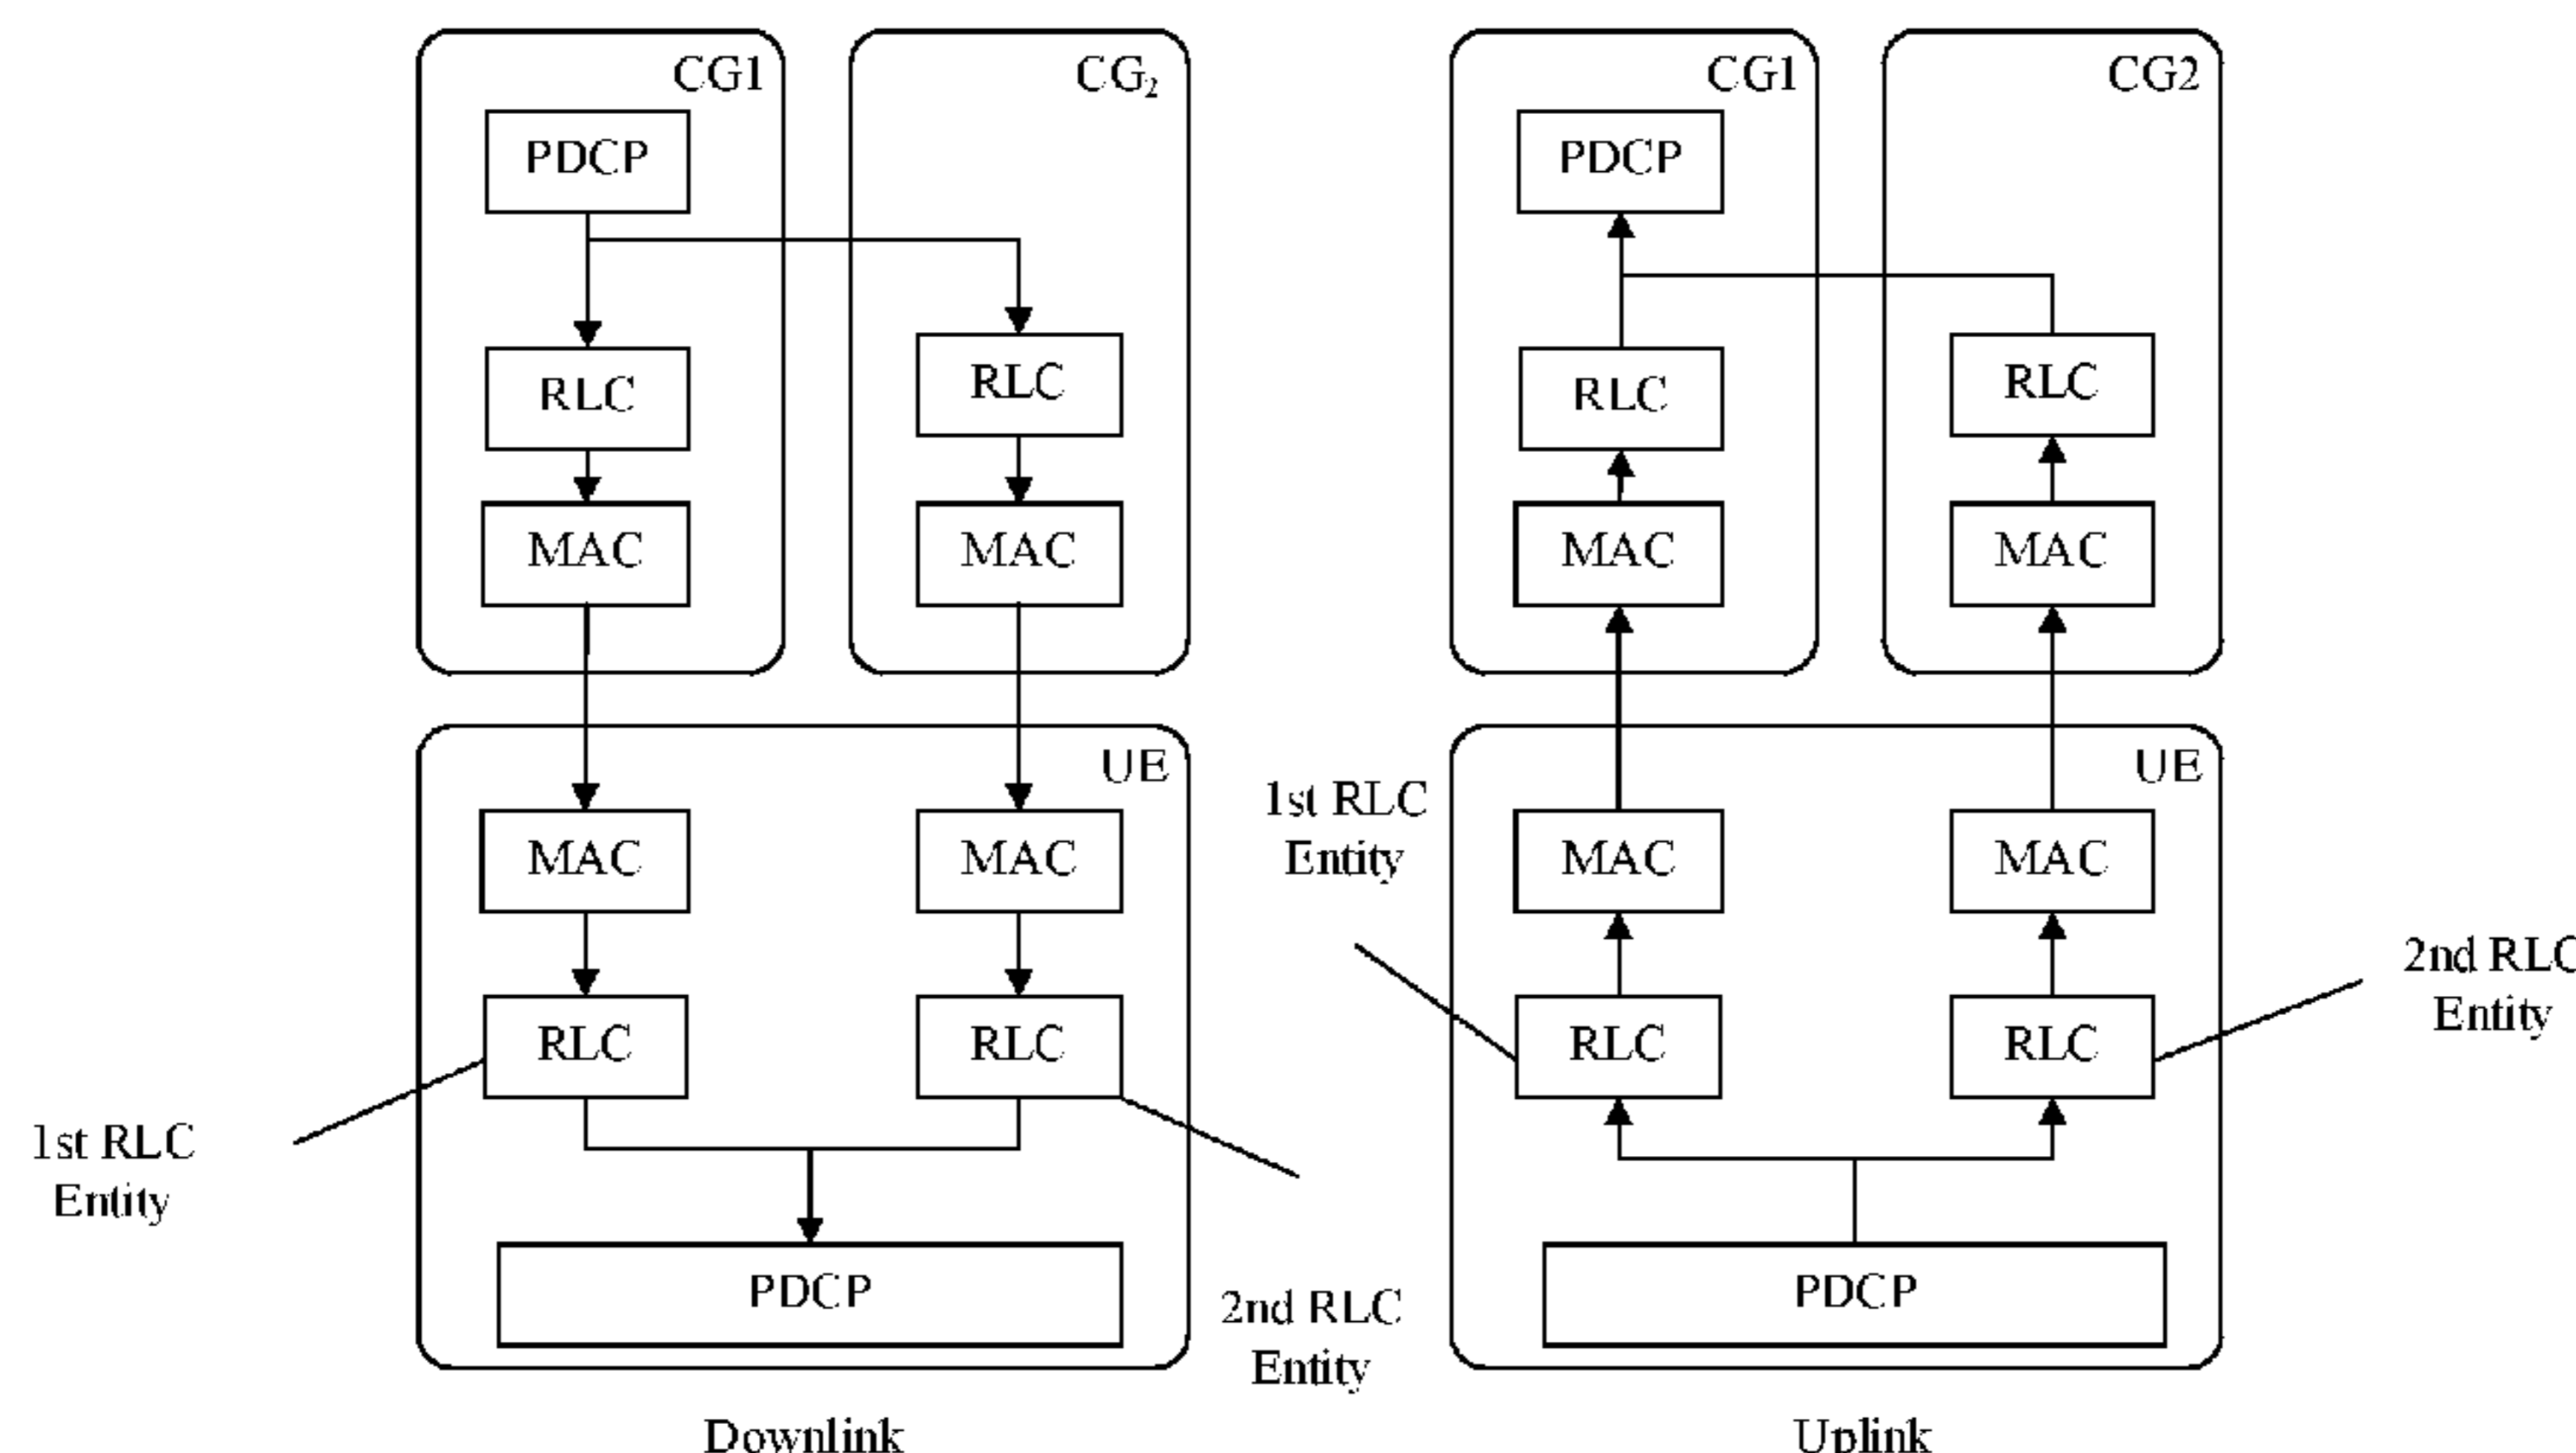 CG1
CG₂
PDCP
RLC
RLC
MAC
MAC
UE
MAC
MAC
RLC
RLC
1st RLC
Entity
PDCP
2nd RLC
Entity
Downlink
CG1
CG2
PDCP
RLC
RLC
MAC
MAC
UE
1st RLC
Entity
MAC
MAC
2nd RLC
Entity
RLC
RLC
PDCP
Uplink